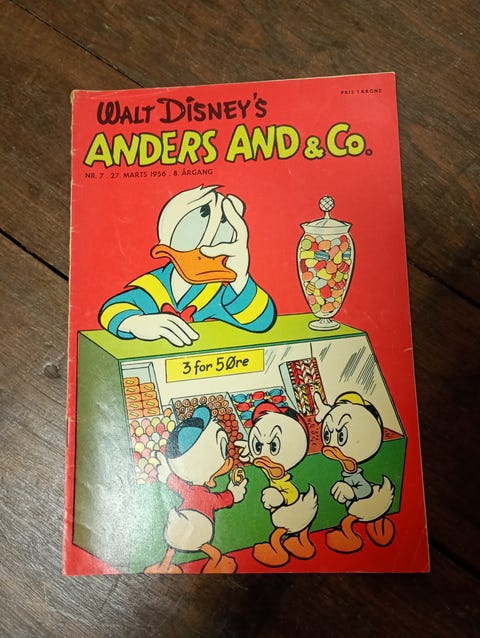 PRIS 1 KRONE
WALT DISNEY'S
ANDERS AND & Co.
NR. 7 . 27. MARTS 1956 . 8. ÅRGANG
3 for 5 Øre
5